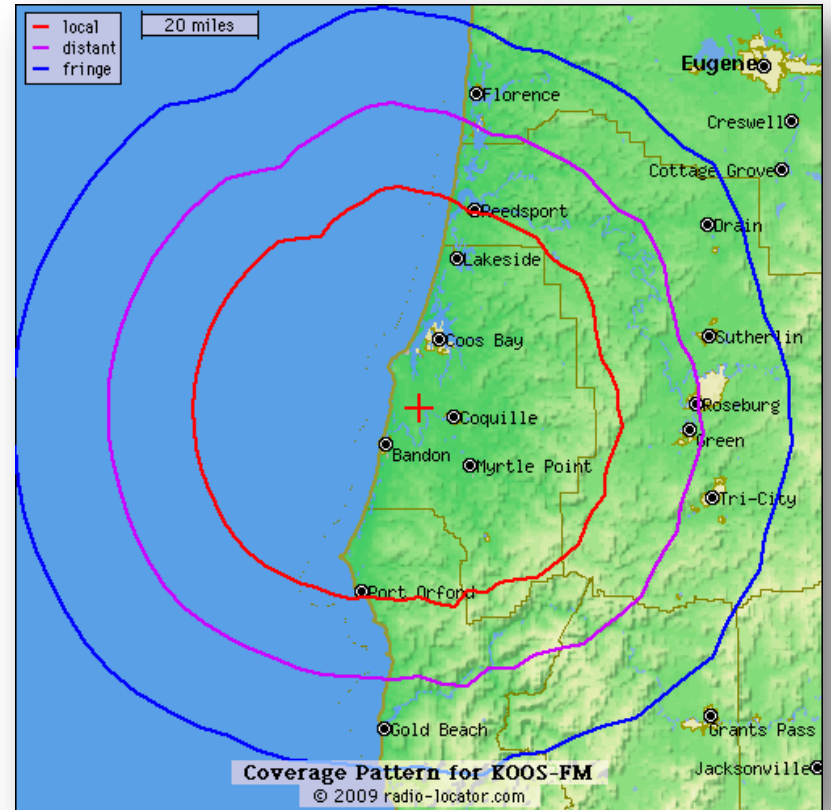 local
distant
fringe
20 miles
Eugene
Florence
Creswell
Cottage Grove
Reedsport
Drain
Lakeside
Sutherlin
Coos Bay
Roseburg
Coquille
Green
Bandon
Myrtle Point
Tri-City
Port Orford
Grants Pass
Gold Beach
Jacksonville
Coverage Pattern for KOOS-FM
© 2009 radio-locator.com